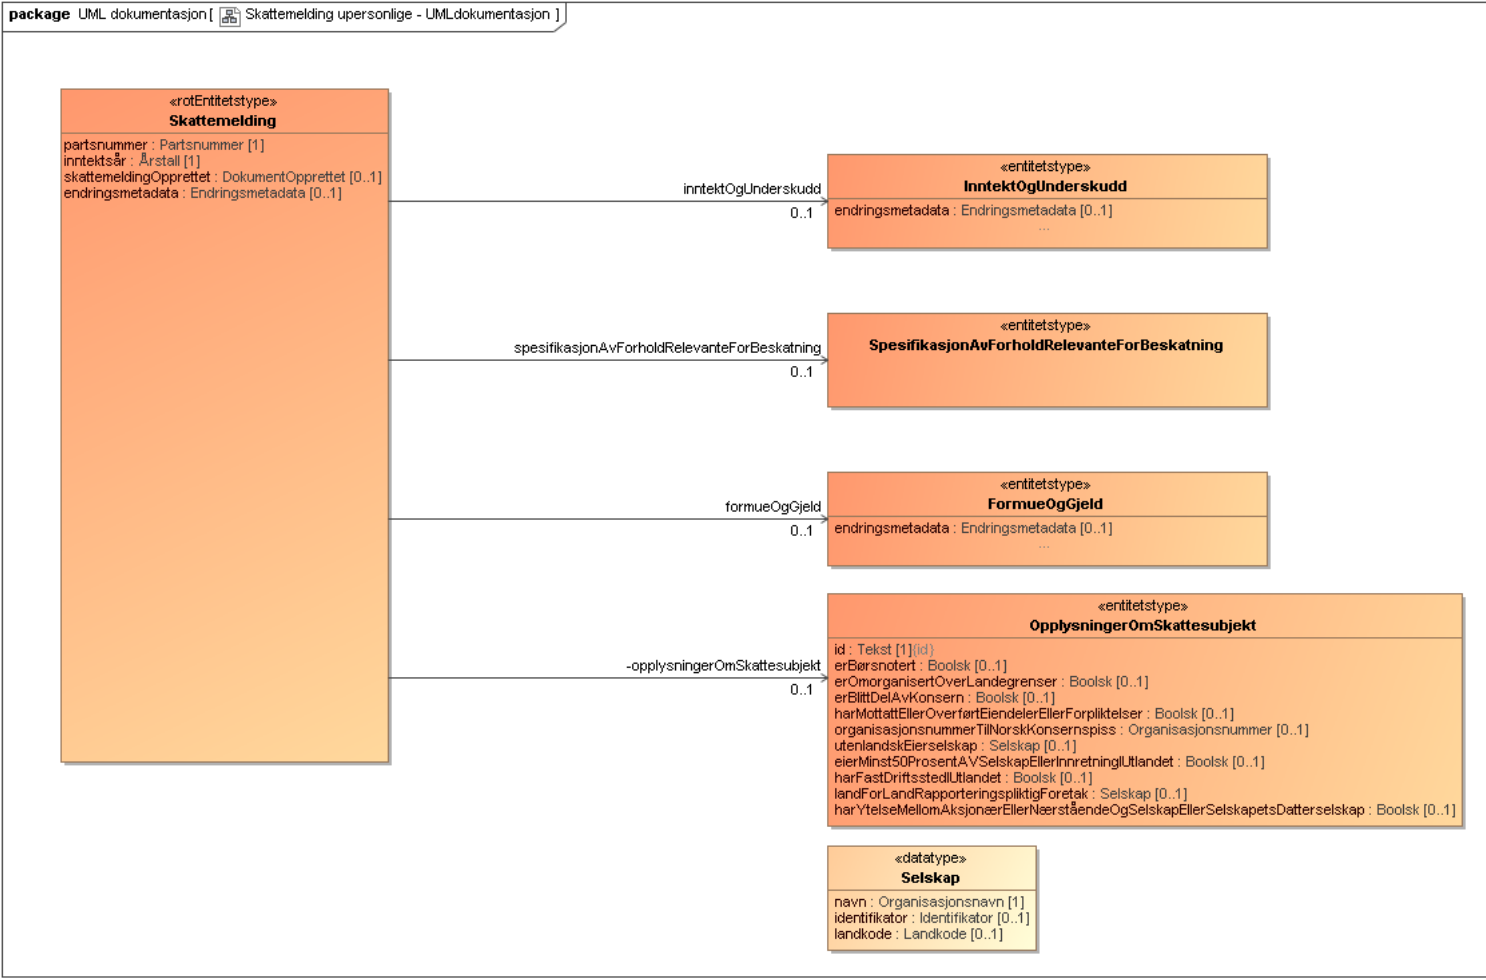 package UML dokumentasjon[ Skattemelding upersonlige - UMLdokumentasjon ]
«rotEntitetstype»
Skattemelding
partsnummer : Partsnummer [1]
inntektsår : Årstall [1]
skattemeldingOpprettet : DokumentOpprettet [0..1]
endringsmetadata : Endringsmetadata [0..1]
inntektOgUnderskudd
0..1
«entitetstype»
InntektOgUnderskudd
endringsmetadata : Endringsmetadata [0..1]
...
spesifikasjonAvForholdRelevanteForBeskatning
0..1
«entitetstype»
SpesifikasjonAvForholdRelevanteForBeskatning
formueOgGjeld
0..1
«entitetstype»
FormueOgGjeld
endringsmetadata : Endringsmetadata [0..1]
...
-opplysningerOmSkattesubjekt
0..1
«entitetstype»
OpplysningerOmSkattesubjekt
id : Tekst [1]{id}
erBørsnotert : Boolsk [0..1]
erOmorganisertOverLandegrenser : Boolsk [0..1]
erBlittDelAvKonsern : Boolsk [0..1]
harMottattEllerOverførtEiendelerEllerForpliktelser : Boolsk [0..1]
organisasjonsnummerTilNorskKonsernspiss : Organisasjonsnummer [0..1]
utenlandskEierselskap : Selskap [0..1]
eierMinst50ProsentAVSelskapEllerInnretningIUtlandet : Boolsk [0..1]
harFastDriftsstedIUtlandet : Boolsk [0..1]
landForLandRapporteringspliktigForetak : Selskap [0..1]
harYtelseMellomAksjonærEllerNærståendeOgSelskapEllerSelskapetsDatterselskap : Boolsk [0..1]
«datatype»
Selskap
navn : Organisasjonsnavn [1]
identifikator : Identifikator [0..1]
landkode : Landkode [0..1]